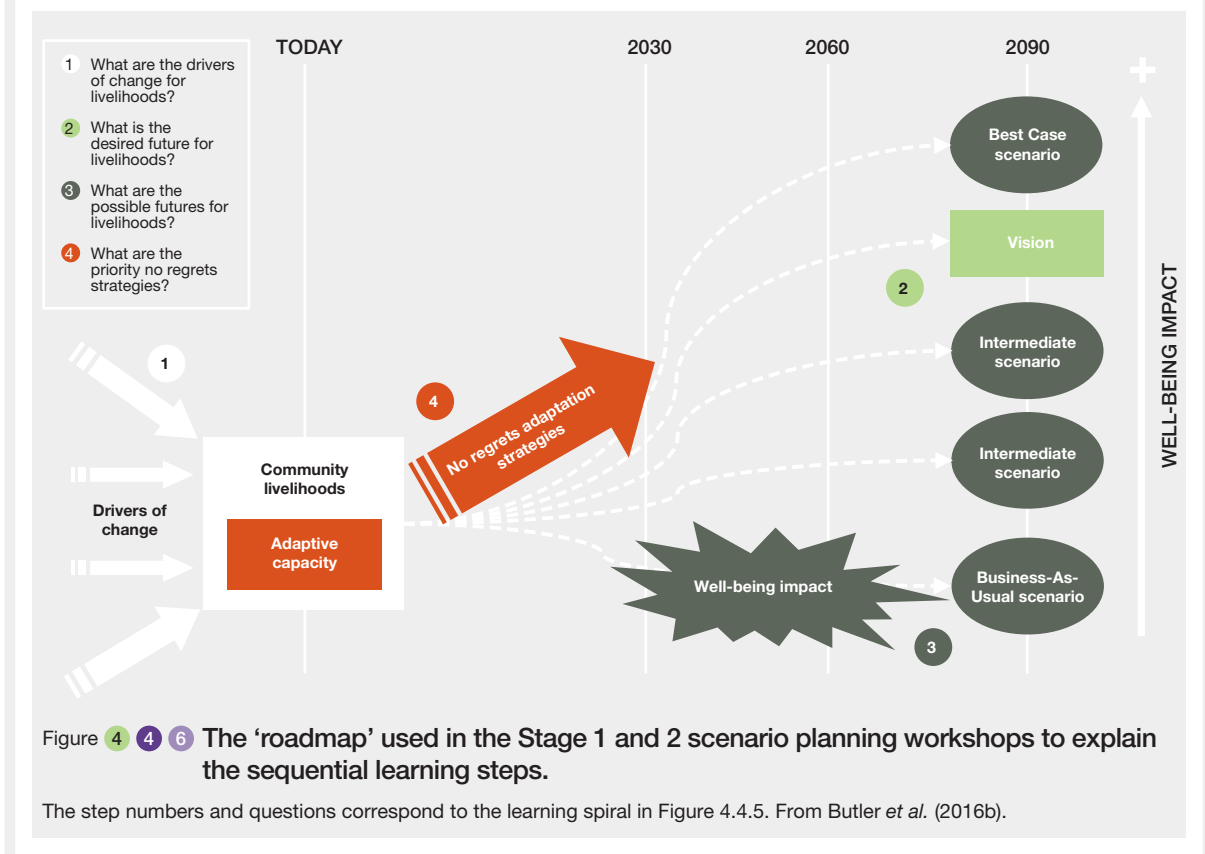 TODAY
2030
2060
2090
1 What are the drivers
of change for
livelihoods?
2 What is the
desired future for
livelihoods?
3 What are the
possible futures for
livelihoods?
4 What are the
priority no regrets
strategies?
+
Best Case
scenario
Vision
2
Intermediate
scenario
Intermediate
scenario
Business-As-
Usual scenario
WELL-BEING IMPACT
1
4
No regrets adaptation
strategies
Drivers of
change
Community
livelihoods
Adaptive
capacity
Well-being impact
3
Figure 4 4 6 The ‘roadmap’ used in the Stage 1 and 2 scenario planning workshops to explain
the sequential learning steps.
The step numbers and questions correspond to the learning spiral in Figure 4.4.5. From Butler et al. (2016b).